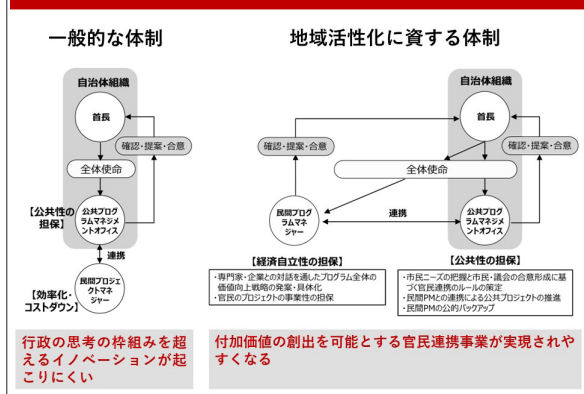 一般的な体制
自治体組織
首長
確認・提案・合意
全体使命
【公共性の
担保】
公共プログ
ラムマネジメ
ントオフィス
連携
民間プロジェ
クトマネ
ジャー
【効率化・
コストダウン】
行政の思考の枠組みを超
えるイノベーションが起
こりにくい
地域活性化に資する体制
自治体組織
首長
確認・提案・合意
確認・提案・合意
全体使命
民間プログ
ラムマネ
ジャー
連携
公共プログ
ラムマネジメ
ントオフィス
【経済自立性の担保】
・専門家・企業との対話を通したプログラム全体の
価値向上戦略の発案・具体化
・官民のプロジェクトの事業性の担保
【公共性の担保】
・市民ニーズの把握と市民・議会の合意形成に基
づく官民連携のルールの策定
・民間PMとの連携による公共プロジェクトの推進
・民間PMの公的バックアップ
付加価値の創出を可能とする官民連携事業が実現されや
すくなる